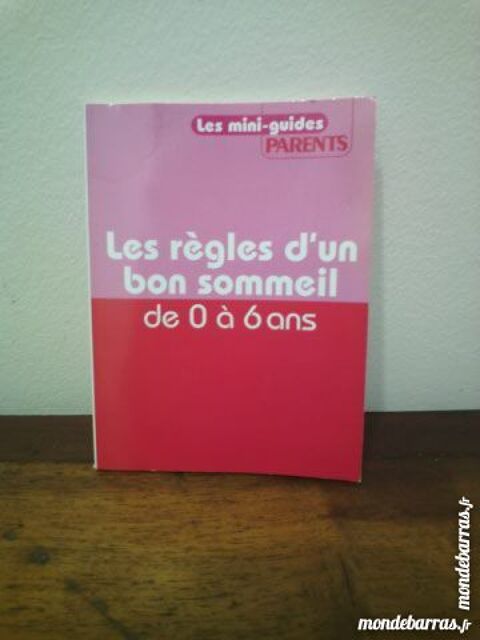 Les mini-guides
PARENTS
Les règles d'un
bon sommeil
de 0 à 6 ans
mondebarras.fr
mondebarras.fr